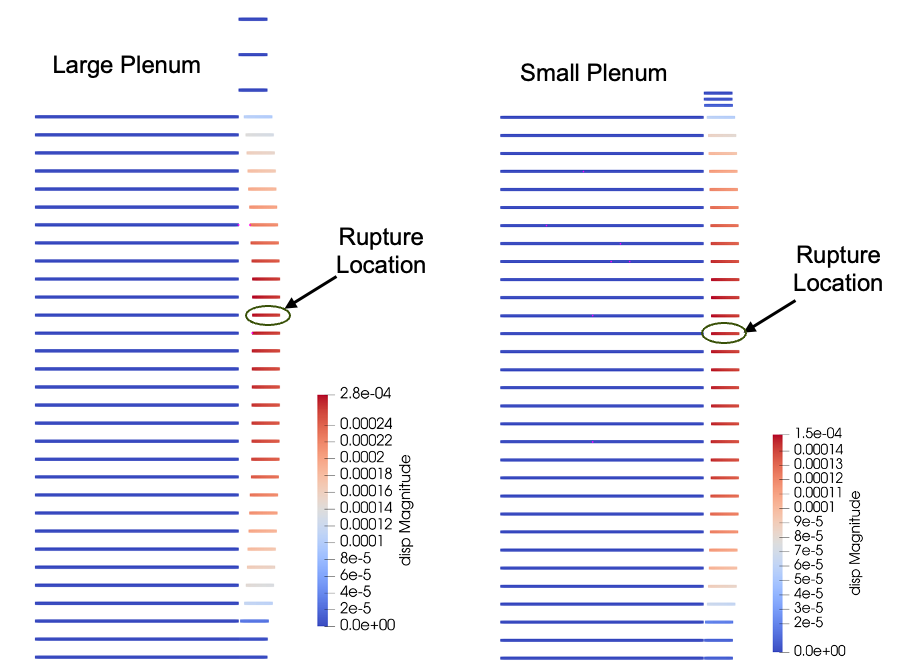 Large Plenum
Small Plenum
Rupture
Location
Rupture
Location
2.8e-04
0.00024
0.00022
0.0002
0.00018
0.00016
0.00014
0.00012
0.0001
8e-5
6e-5
4e-5
2e-5
0.0e+00
disp Magnitude
1.5e-04
0.00014
0.00013
0.00012
0.00011
0.0001
9e-5
8e-5
7e-5
6e-5
5e-5
4e-5
3e-5
2e-5
0.0e+00
disp Magnitude